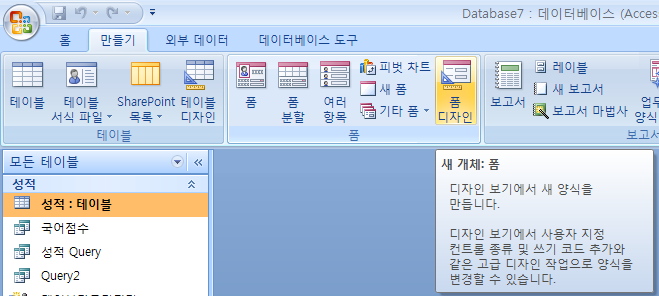 Database7 : 데이터베이스 (Acces
홈 만들기 외부 데이터 데이터베이스 도구
테이블
테이블
서식 파일
SharePoint
목록
테이블
디자인
테이블
폼
폼
분할
여러
항목
피벗 차트
새 폼
기타 폼
폼
디자인
폼
보고서
레이블
새 보고서
보고서 마법사
업무
양식
보고서
모든 테이블
성적
성적 : 테이블
국어점수
성적 Query
Query2
새 개체: 폼
디자인 보기에서 새 양식을
만듭니다.
디자인 보기에서 사용자 지정
컨트롤 종류 및 쓰기 코드 추가와
같은 고급 디자인 작업으로 양식을
변경할 수 있습니다.